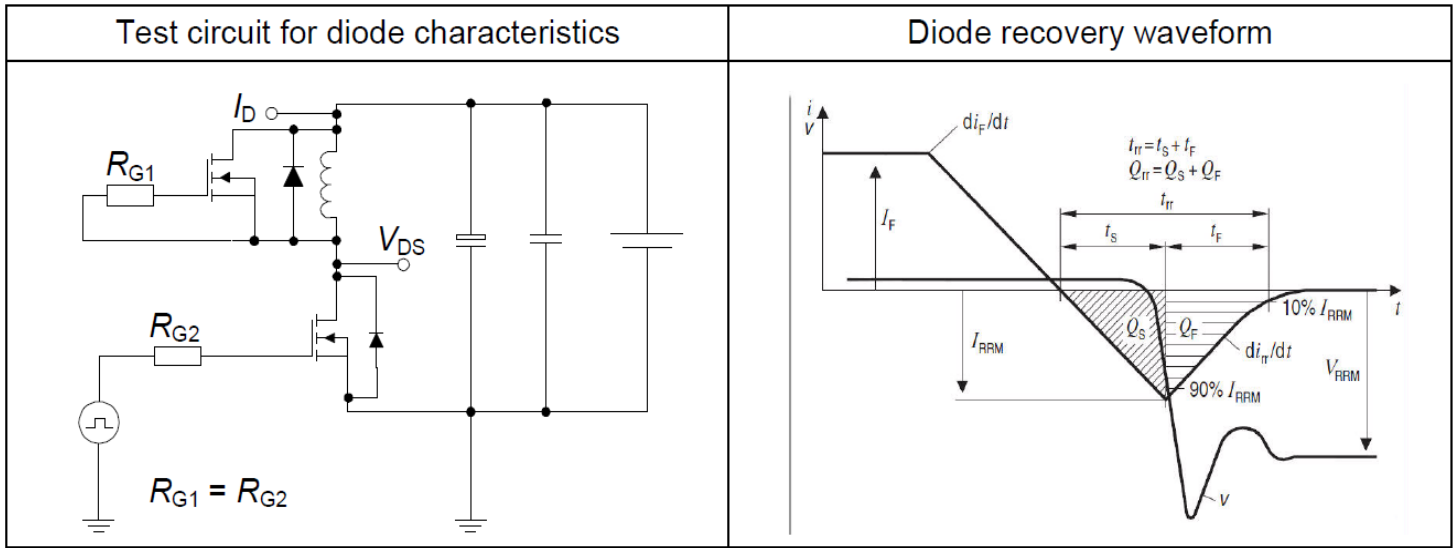 Test circuit for diode characteristics
Diode recovery waveform
I_D
R_G1
V_DS
R_G2
R_G1 = R_G2
i
v
di_F/dt
t_rr = t_S + t_F
Q_rr = Q_S + Q_F
t_rr
I_F
t_S
t_F
10% I_RRM
t
Q_S
Q_F
I_RRM
di_rr/dt
V_RRM
90% I_RRM
v